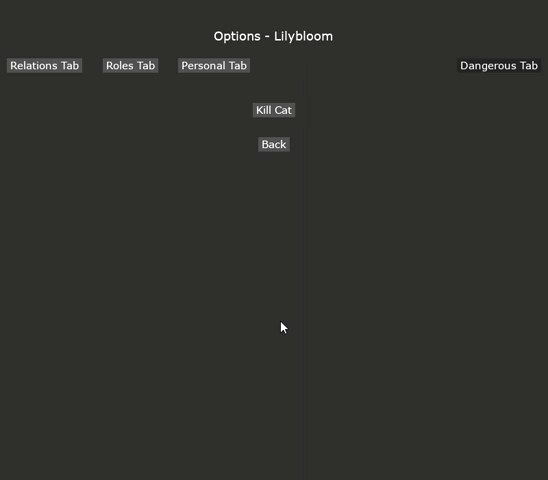 Options - Lilybloom
Relations Tab Roles Tab Personal Tab Dangerous Tab
Kill Cat
Back